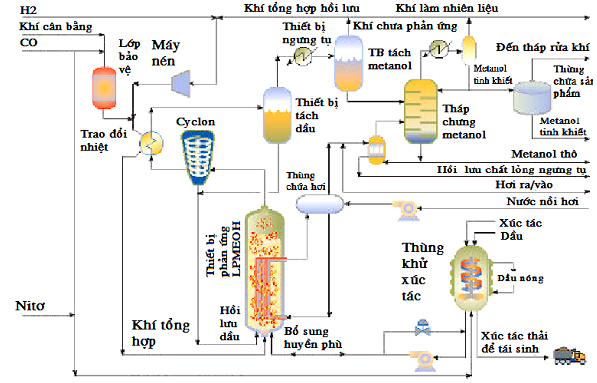 H2
Khí cân bằng
CO
Lớp
bảo
vệ
Máy
nén
Khí tổng hợp hồi lưu
Khí làm nhiên liệu
Thiết bị
ngưng tụ
Khí chưa phản ứng
TB tách
metanol
Metanol
tinh khiết
Đến tháp rửa khí
Thùng
chứa sản
phẩm
Metanol
tinh khiết
Trao dổi
nhiệt
Cyclon
Thiết bị
tách dầu
Tháp
chưng
metanol
Metanol thô
Hồi lưu chất lỏng ngưng tụ
Hơi ra/vào
Nước nồi hơi
Thùng
chứa hơi
Thiết bị
phản ứng
LPMEOH
Thùng
khử
xúc
tác
Xúc tác
Dầu
Dầu nóng
Nitơ
Khí tổng
hợp
Hồi
lưu
dầu
Bổ sung
huyền phù
Xúc tác thải
để tái sinh